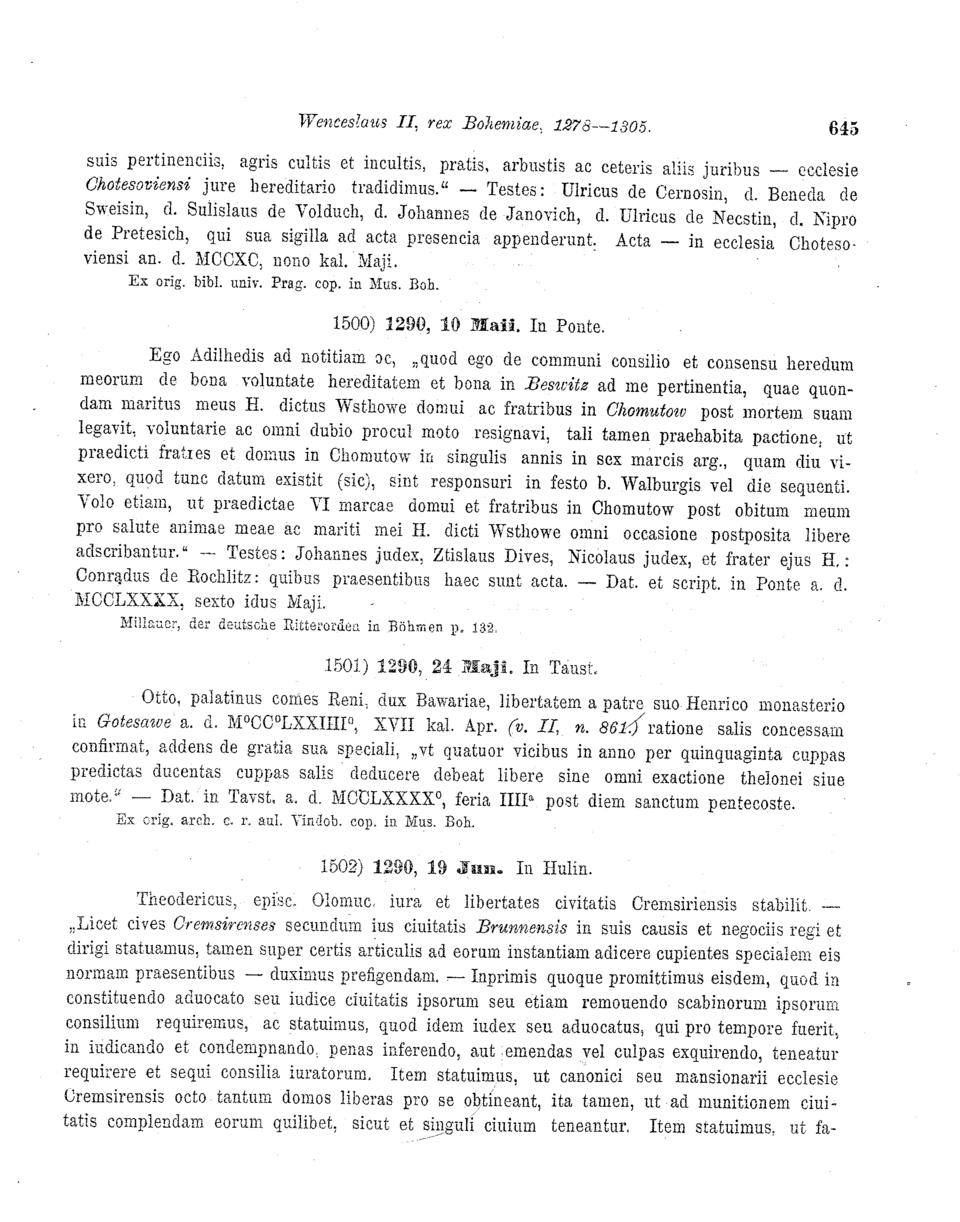 Wenceslaus II, rex Bohemiae, 1278—1305. 645
suis pertinenciis, agris cultis et incultis, pratis, arbustis ac ceteris aliis juribus — ecclesie
Chotesoviensi jure hereditario tradidimus." — Testes: Ulricus de Cernosin, d. Beneda de
Sweisin, d. Sulislaus de Volduch, d. Johannes de Janovich, d. Ulricus de Necstin, d. Nipro
de Pretesich, qui sua sigilla ad acta presencia appenderunt. Acta — in ecclesia Choteso-
viensi an. d. MCCXC, nono kal. Maji.
Ex orig. bibl. univ. Prag. cop. in Mus. Boh.
1500) 1290, 10 Maii. In Ponte.
Ego Adilhedis ad notitiam ɔc, „quod ego de communi consilio et consensu heredum
meorum de bona voluntate hereditatem et bona in Beswitz ad me pertinentia, quae quon-
dam maritus meus H. dictus Wsthowe domui ac fratribus in Chomutow post mortem suam
legavit, voluntarie ac omni dubio procul moto resignavi, tali tamen praehabita pactione, ut
praedicti fratres et domus in Chomutow in singulis annis in sex marcis arg., quam diu vi-
xero, quod tunc datum existit (sic), sint responsuri in festo b. Walburgis vel die sequenti.
Volo etiam, ut praedictae VI marcae domui et fratribus in Chomutow post obitum meum
pro salute animae meae ac mariti mei H. dicti Wsthowe omni occasione postposita libere
adscribantur." — Testes: Johannes judex, Ztislaus Dives, Nicolaus judex, et frater ejus H.:
Conradus de Rochlitz: quibus praesentibus haec sunt acta. — Dat. et script. in Ponte a. d.
MCCLXXXX, sexto idus Maji.
Millauer, der deutsche Ritterorden in Böhmen p. 132.
1501) 1290, 24 Maji. In Taust.
Otto, palatinus comes Reni, dux Bawariae, libertatem a patre suo Henrico monasterio
in Gotesawe a. d. MºCCºLXXIIIIº, XVII kal. Apr. (v. II, n. 861.) ratione salis concessam
confirmat, addens de gratia sua speciali, „vt quatuor vicibus in anno per quinquaginta cuppas
predictas ducentas cuppas salis deducere debeat libere sine omni exactione thelonei siue
mote." — Dat. in Tavst. a. d. MCCLXXXXº, feria IIIIª post diem sanctum pentecoste.
Ex orig. arch. c. r. aul. Vindob. cop. in Mus. Boh.
1502) 1290, 19 Jun. In Hulin.
Theodericus, episc. Olomuc. iura et libertates civitatis Cremsiriensis stabilit. —
„Licet cives Cremsirenses secundum ius ciuitatis Brunnensis in suis causis et negociis regi et
dirigi statuamus, tamen super certis articulis ad eorum instantiam adicere cupientes specialem eis
normam praesentibus — duximus prefigendam. — Inprimis quoque promittimus eisdem, quod in
constituendo aduocato seu iudice ciuitatis ipsorum seu etiam remouendo scabinorum ipsorum
consilium requiremus, ac statuimus, quod idem iudex seu aduocatus, qui pro tempore fuerit,
in iudicando et condempnando, penas inferendo, aut emendas vel culpas exquirendo, teneatur
requirere et sequi consilia iuratorum. Item statuimus, ut canonici seu mansionarii ecclesie
Cremsirensis octo tantum domos liberas pro se obtineant, ita tamen, ut ad munitionem ciui-
tatis complendam eorum quilibet, sicut et singuli ciuium teneantur. Item statuimus, ut fa-